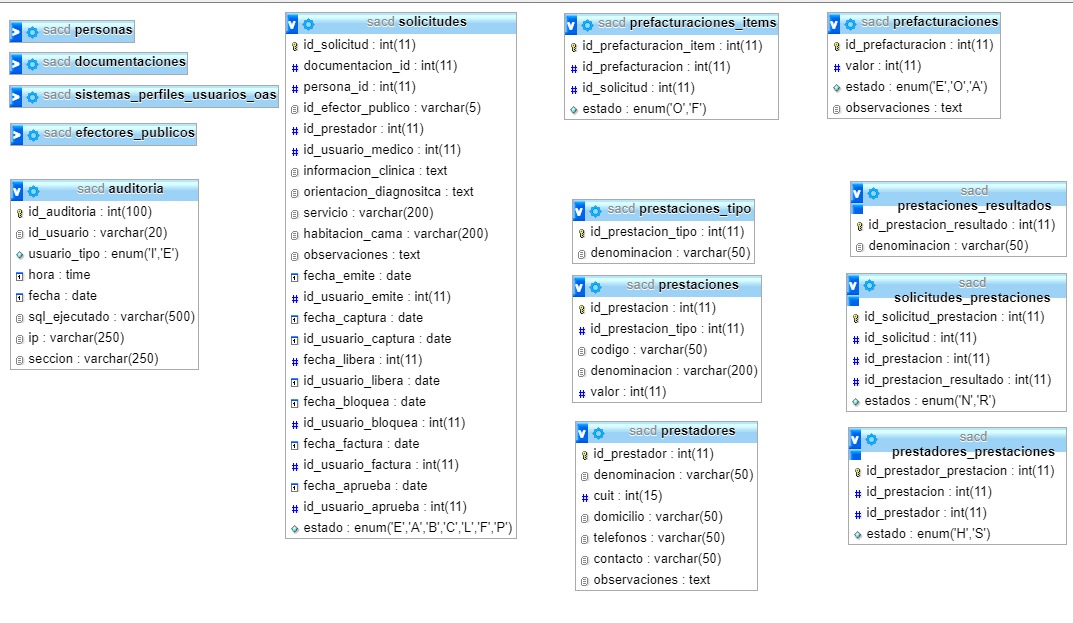 sacd personas
sacd documentaciones
sacd sistemas_perfiles_usuarios_oas
sacd efectores_publicos
sacd auditoria
id_auditoria : int(100)
id_usuario : varchar(20)
usuario_tipo : enum('I','E')
hora : time
fecha : date
sql_ejecutado : varchar(500)
ip : varchar(250)
seccion : varchar(250)
sacd solicitudes
id_solicitud : int(11)
documentacion_id : int(11)
persona_id : int(11)
id_efector_publico : varchar(5)
id_prestador : int(11)
id_usuario_medico : int(11)
informacion_clinica : text
orientacion_diagnositca : text
servicio : varchar(200)
habitacion_cama : varchar(200)
observaciones : text
fecha_emite : date
id_usuario_emite : int(11)
fecha_captura : date
id_usuario_captura : date
fecha_libera : int(11)
id_usuario_libera : date
fecha_bloquea : date
id_usuario_bloquea : int(11)
fecha_factura : date
id_usuario_factura : int(11)
fecha_aprueba : date
id_usuario_aprueba : int(11)
estado : enum('E','A','B','C','L','F','P')
sacd prefacturaciones_items
id_prefacturacion_item : int(11)
id_prefacturacion : int(11)
id_solicitud : int(11)
estado : enum('O','F')
sacd prestaciones_tipo
id_prestacion_tipo : int(11)
denominacion : varchar(50)
sacd prestaciones
id_prestacion : int(11)
id_prestacion_tipo : int(11)
codigo : varchar(50)
denominacion : varchar(200)
valor : int(11)
sacd prestadores
id_prestador : int(11)
denominacion : varchar(50)
cuit : int(15)
domicilio : varchar(50)
telefonos : varchar(50)
contacto : varchar(50)
observaciones : text
sacd prefacturaciones
id_prefacturacion : int(11)
valor : int(11)
estado : enum('E','O','A')
observaciones : text
sacd
prestaciones_resultados
id_prestacion_resultado : int(11)
denominacion : varchar(50)
sacd
solicitudes_prestaciones
id_solicitud_prestacion : int(11)
id_solicitud : int(11)
id_prestacion : int(11)
id_prestacion_resultado : int(11)
estados : enum('N','R')
sacd
prestadores_prestaciones
id_prestador_prestacion : int(11)
id_prestacion : int(11)
id_prestador : int(11)
estado : enum('H','S')